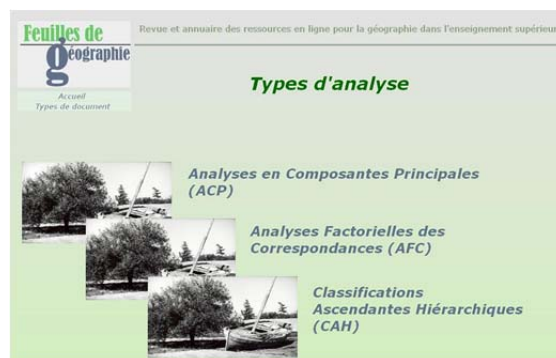 Feuilles de
géographie
Revue et annuaire des ressources en ligne pour la géographie dans l'enseignement supérieur
Accueil
Types de document
Types d'analyse
Analyses en Composantes Principales
(ACP)
Analyses Factorielles des
Correspondances (AFC)
Classifications
Ascendantes Hiérarchiques
(CAH)